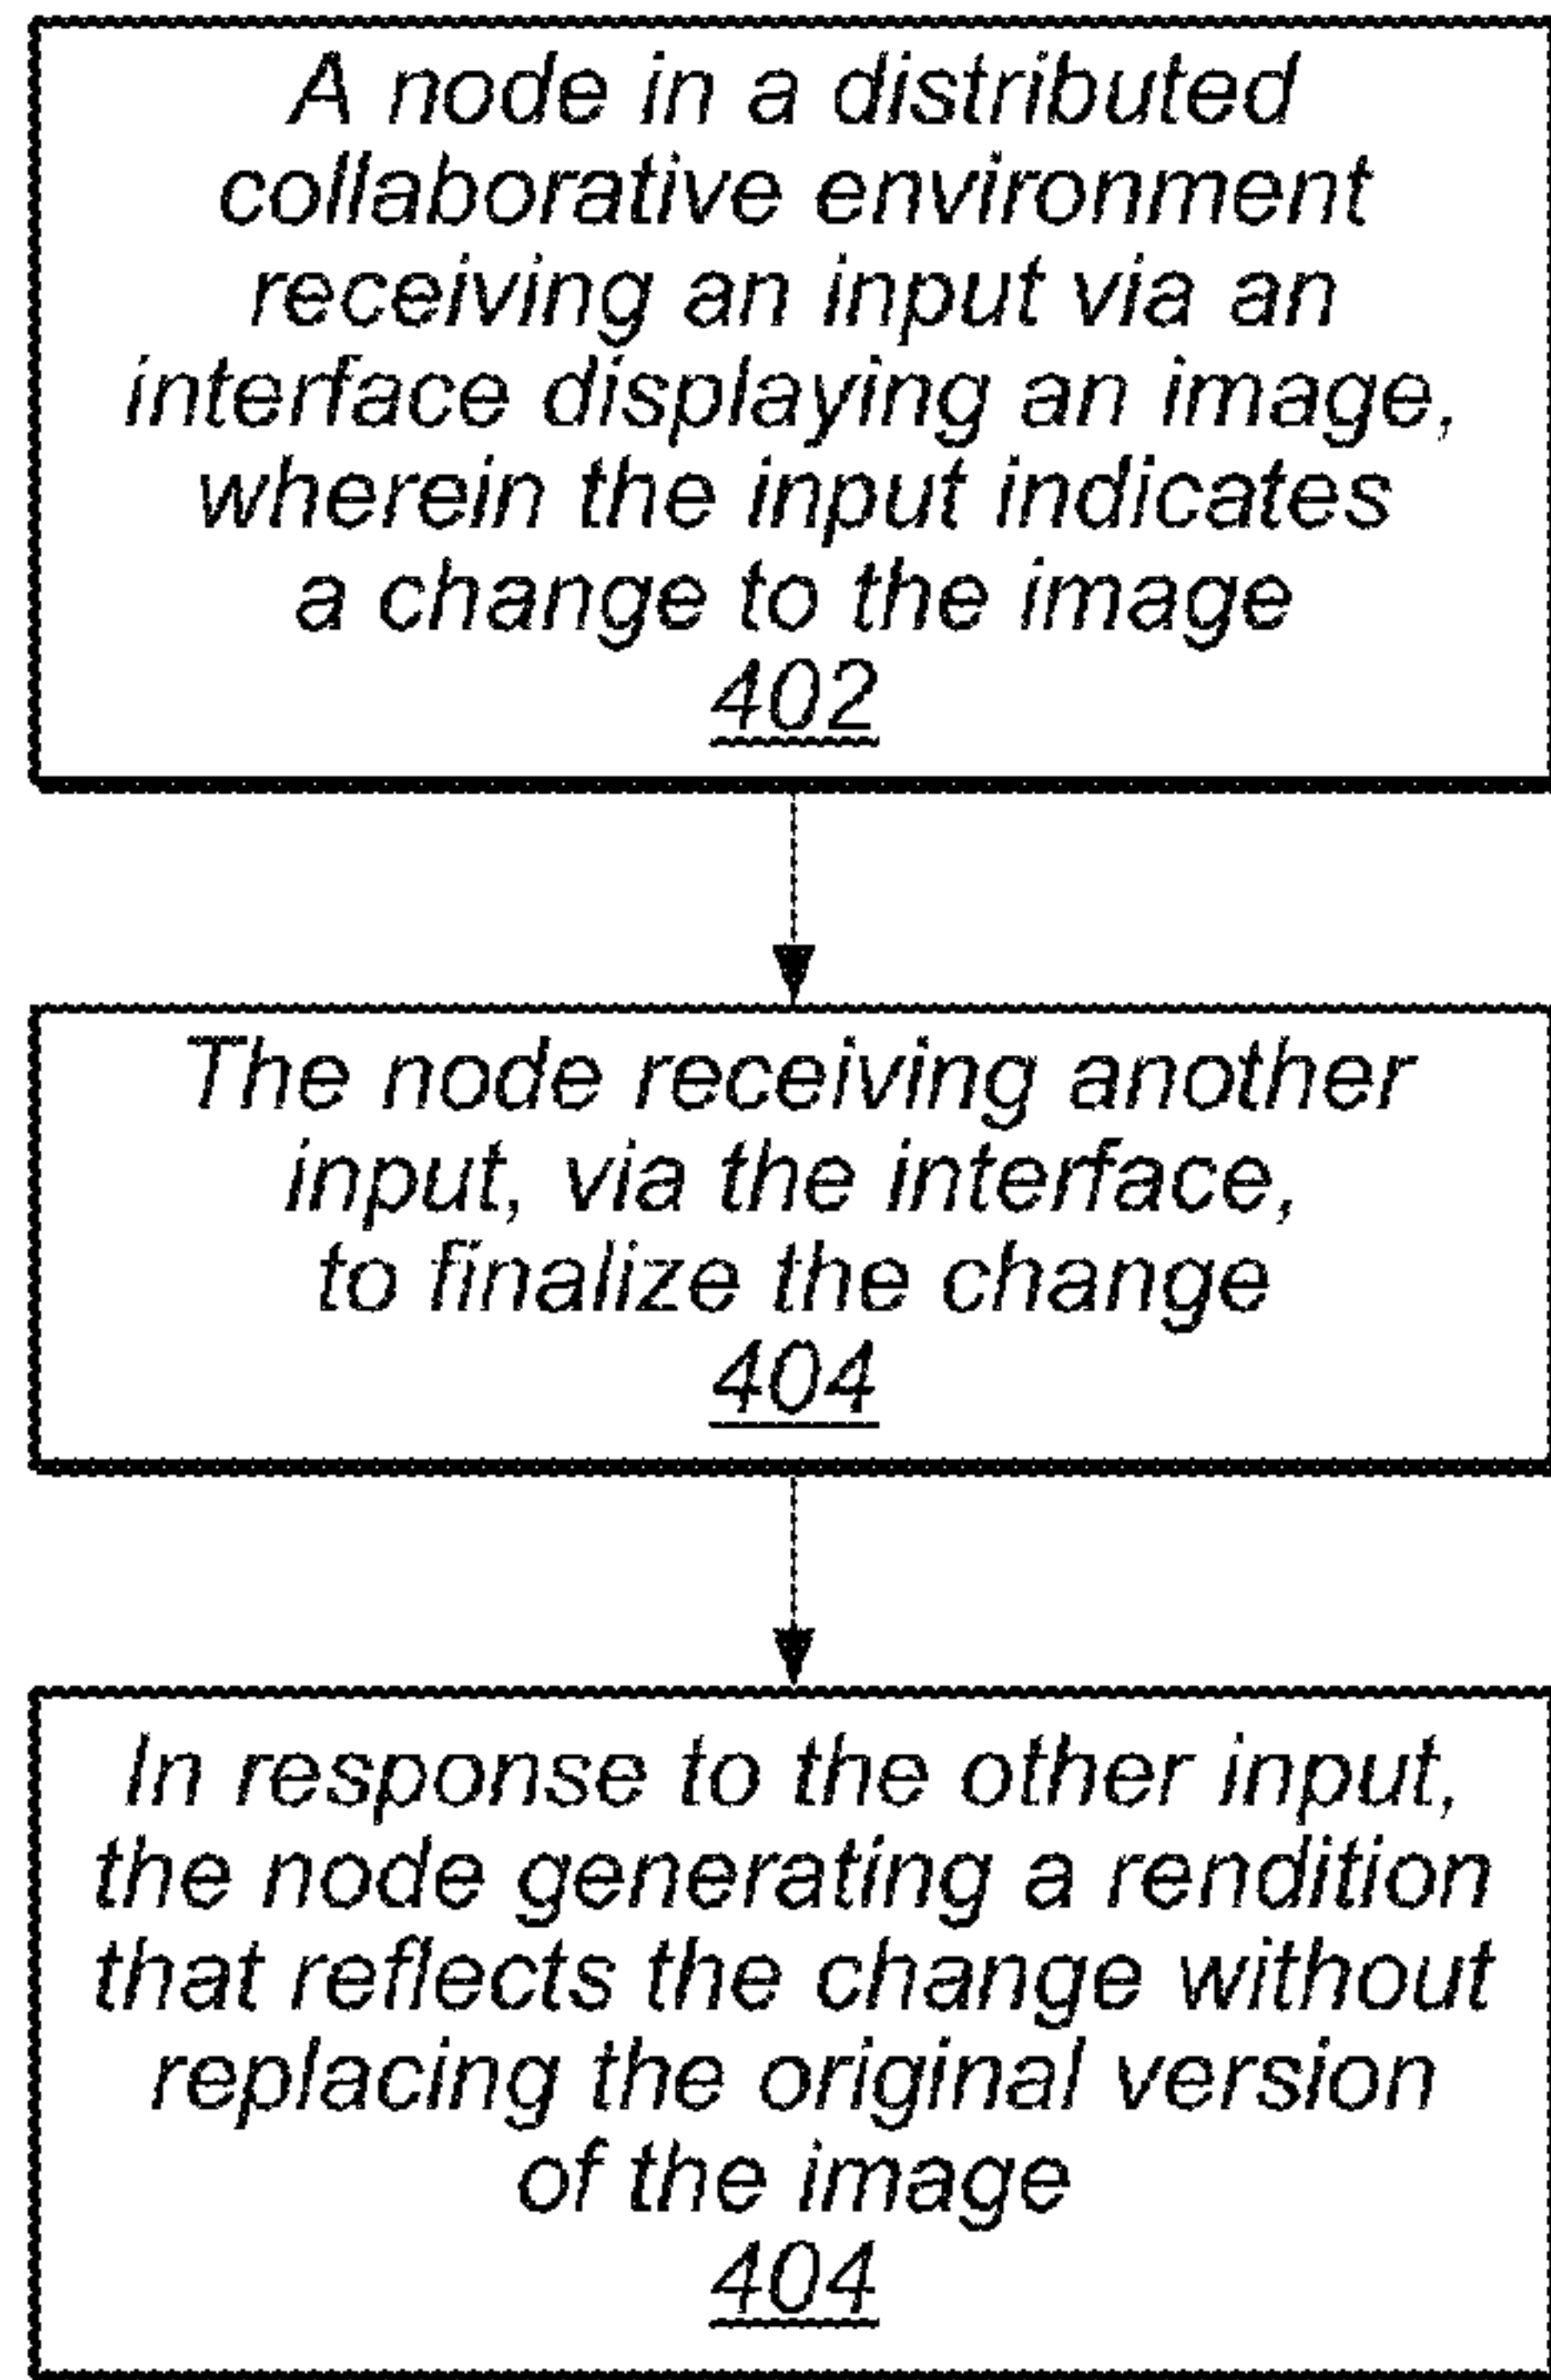 A node in a distributed
collaborative environment
receiving an input via an
interface displaying an image,
wherein the input indicates
a change to the image
402
The node receiving another
input, via the interface,
to finalize the change
404
In response to the other input,
the node generating a rendition
that reflects the change without
replacing the original version
of the image
404